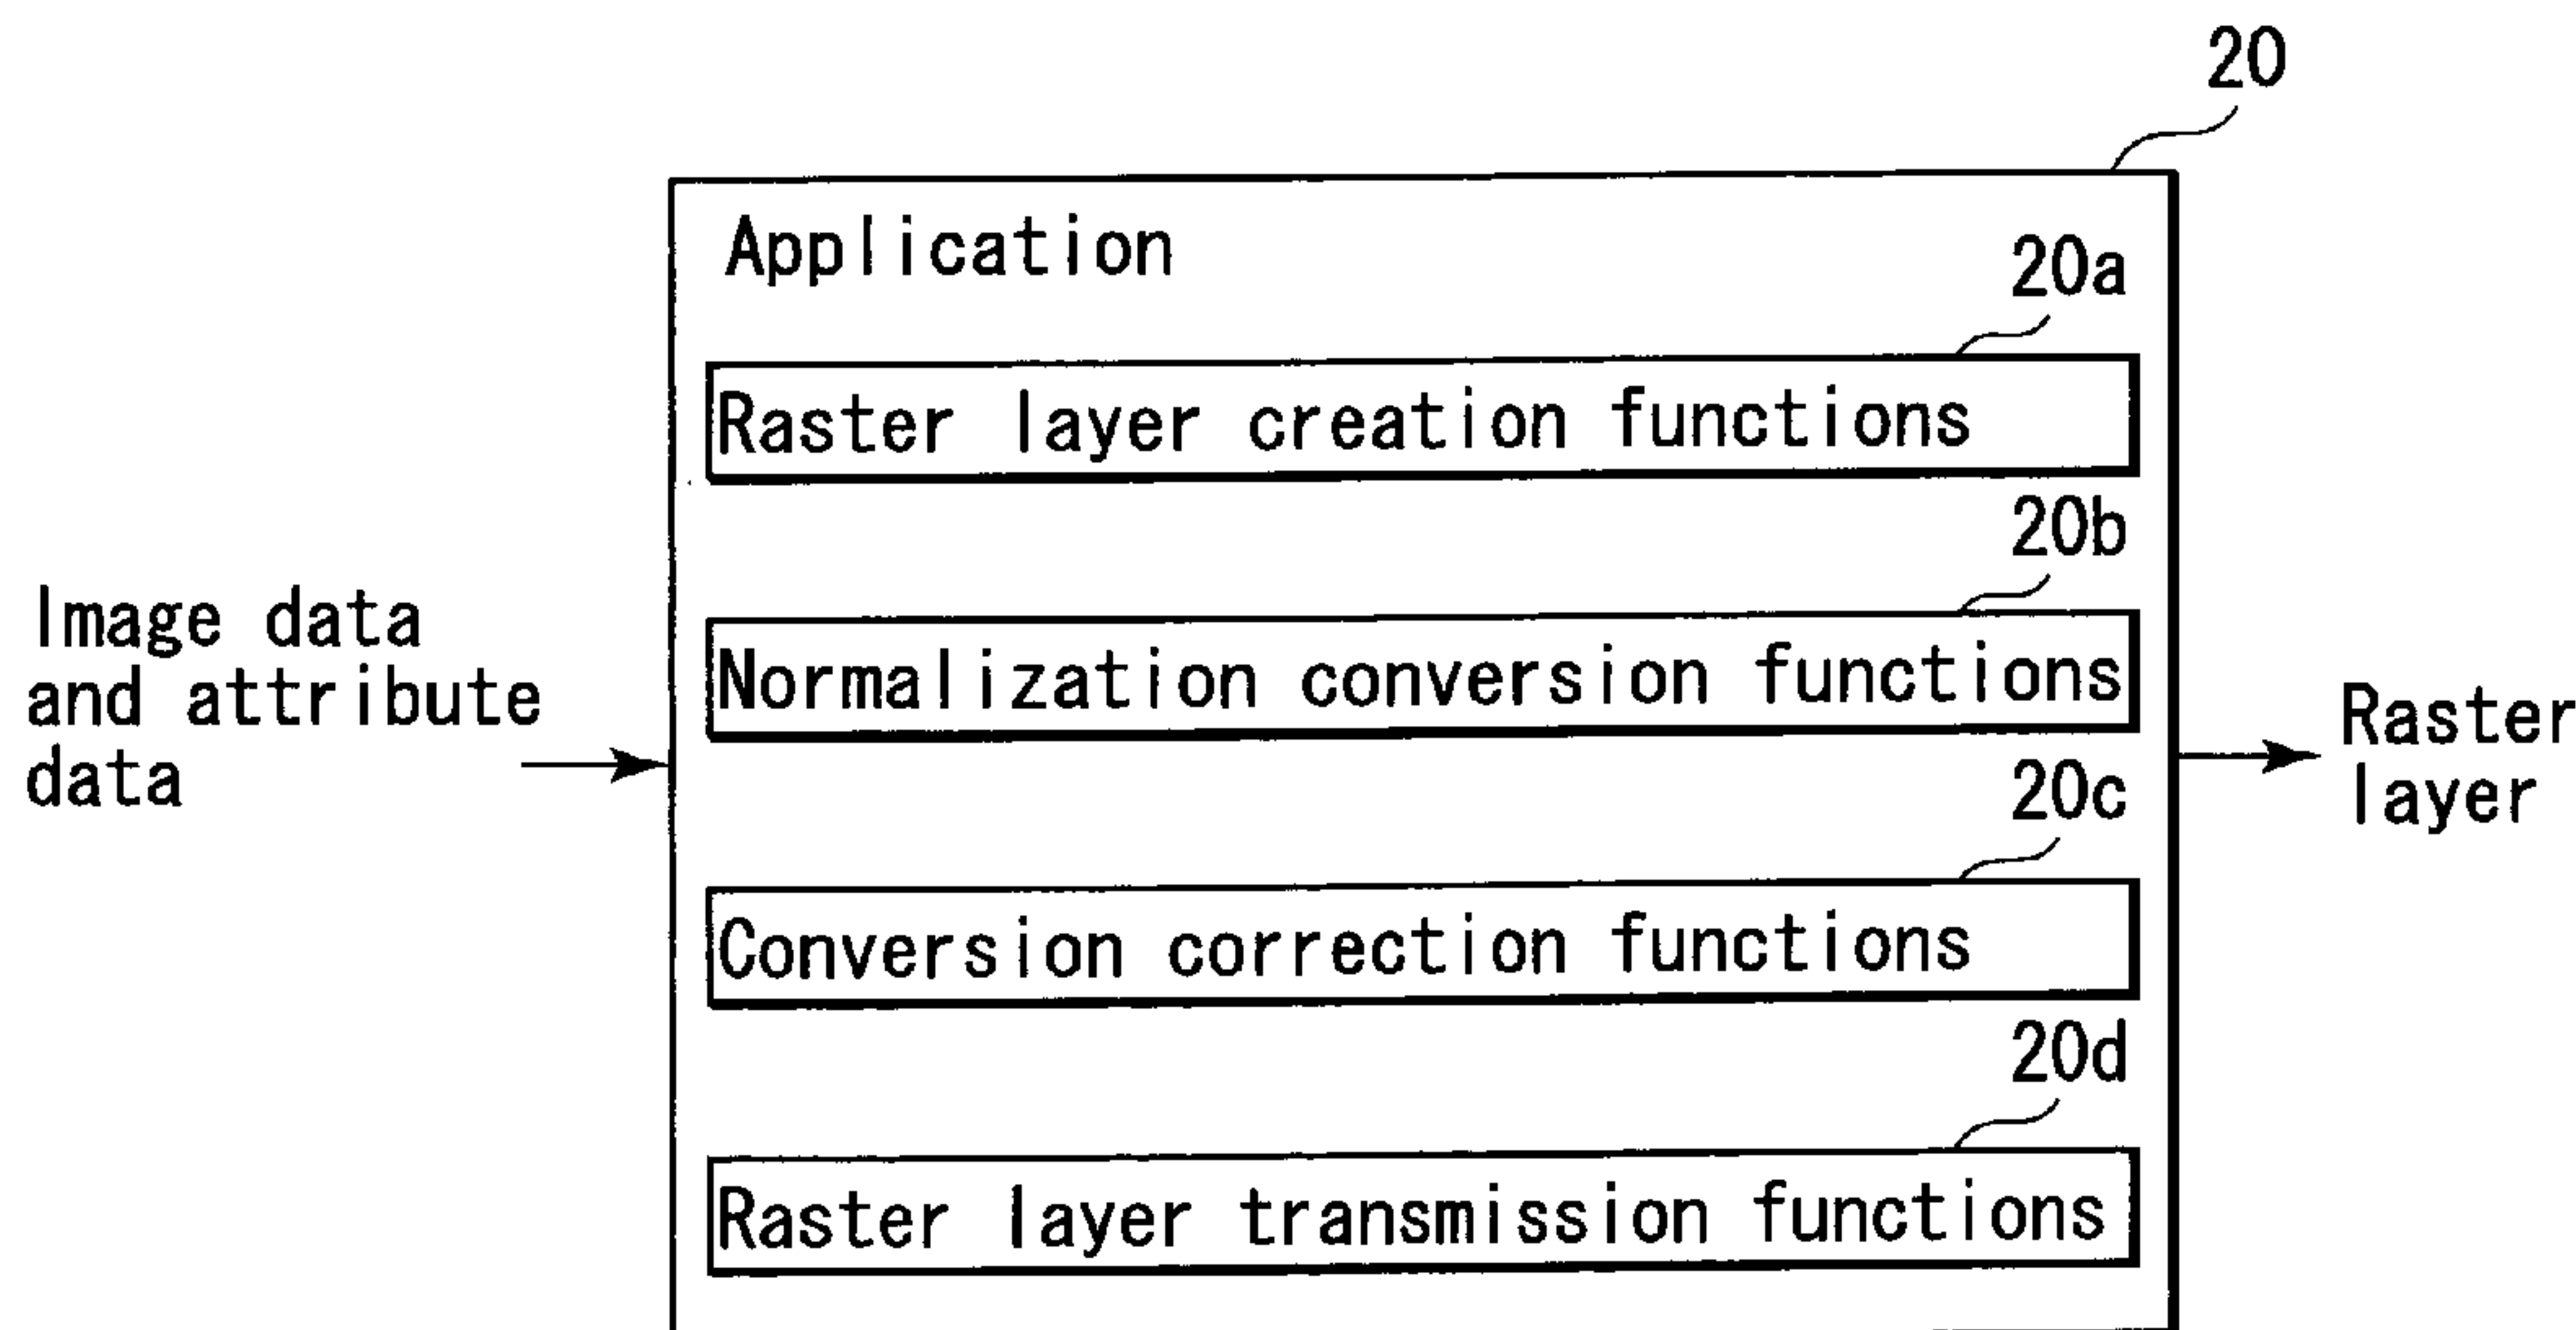 20
Application
20a
Raster layer creation functions
20b
Normalization conversion functions
Image data
and attribute
data
20c
Conversion correction functions
Raster
layer
20d
Raster layer transmission functions